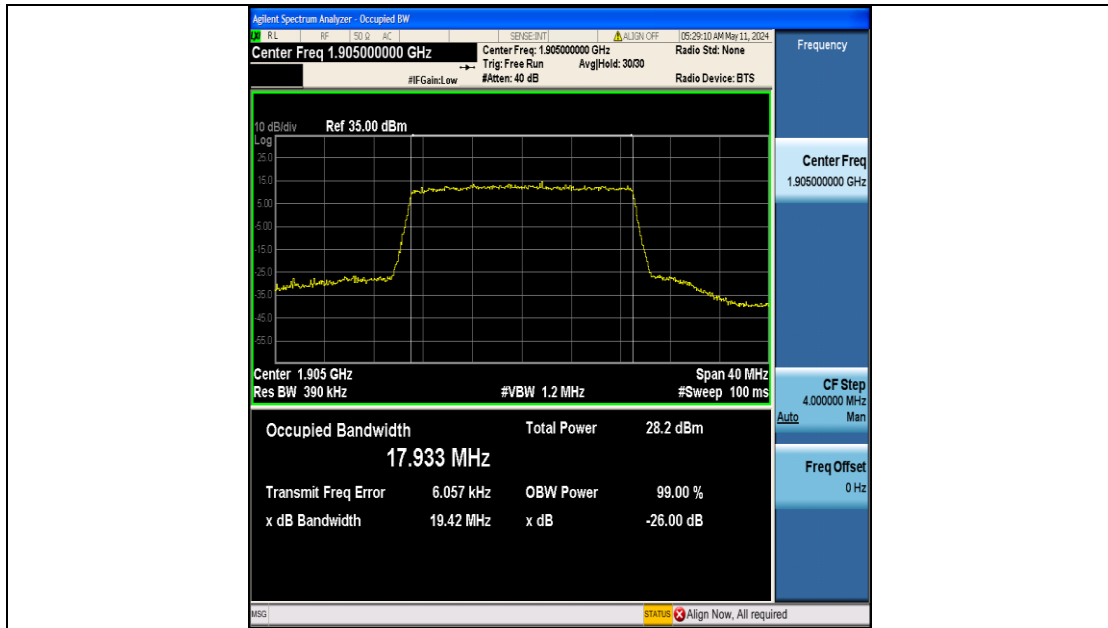 Agilent Spectrum Analyzer - Occupied BW
RL RF 50 Ω AC SENSE:INT ALIGN OFF 05:29:10 AM May 11, 2024
Center Freq 1.905000000 GHz
Center Freq: 1.905000000 GHz
Radio Std: None
Trig: Free Run Avg|Hold: 30/30
#IFGain:Low #Atten: 40 dB Radio Device: BTS
10 dB/div Ref 35.00 dBm
Log
25.0
15.0
5.00
-5.00
-15.0
-25.0
-35.0
-45.0
-55.0
Center 1.905 GHz Span 40 MHz
Res BW 390 kHz #VBW 1.2 MHz #Sweep 100 ms
Occupied Bandwidth Total Power 28.2 dBm
17.933 MHz
Transmit Freq Error 6.057 kHz OBW Power 99.00 %
x dB Bandwidth 19.42 MHz x dB -26.00 dB
MSG STATUS Align Now, All required
Frequency
Center Freq
1.905000000 GHz
CF Step
4.000000 MHz
Auto Man
Freq Offset
0 Hz